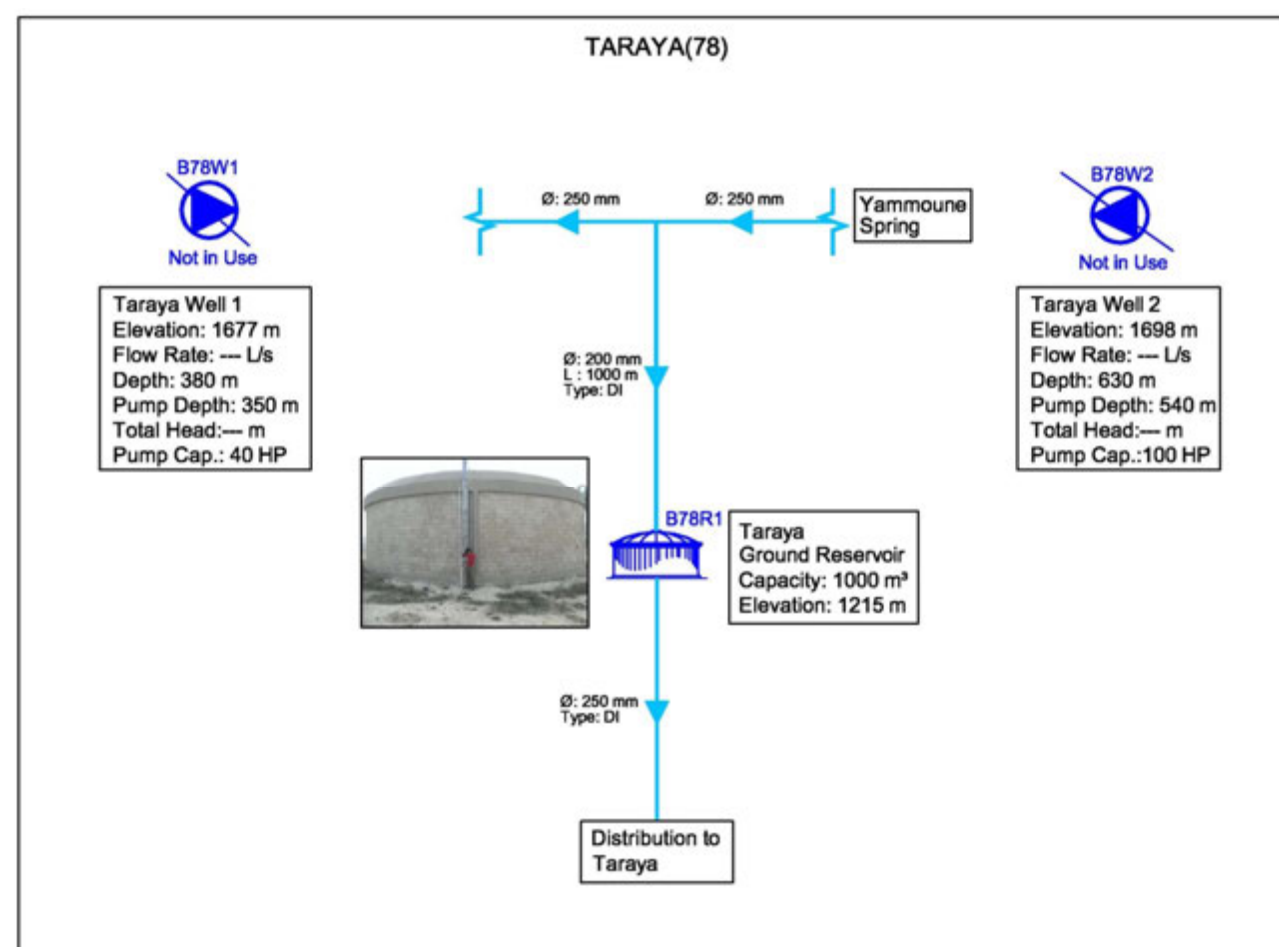 TARAYA(78)
B78W1
Not in Use
Ø: 250 mm
Ø: 250 mm
Yammoune
Spring
B78W2
Not in Use
Taraya Well 1
Elevation: 1677 m
Flow Rate: --- L/s
Depth: 380 m
Pump Depth: 350 m
Total Head:--- m
Pump Cap.: 40 HP
Ø: 200 mm
L : 1000 m
Type: DI
Taraya Well 2
Elevation: 1698 m
Flow Rate: --- L/s
Depth: 630 m
Pump Depth: 540 m
Total Head:--- m
Pump Cap.:100 HP
B78R1
Taraya
Ground Reservoir
Capacity: 1000 m³
Elevation: 1215 m
Ø: 250 mm
Type: DI
Distribution to
Taraya